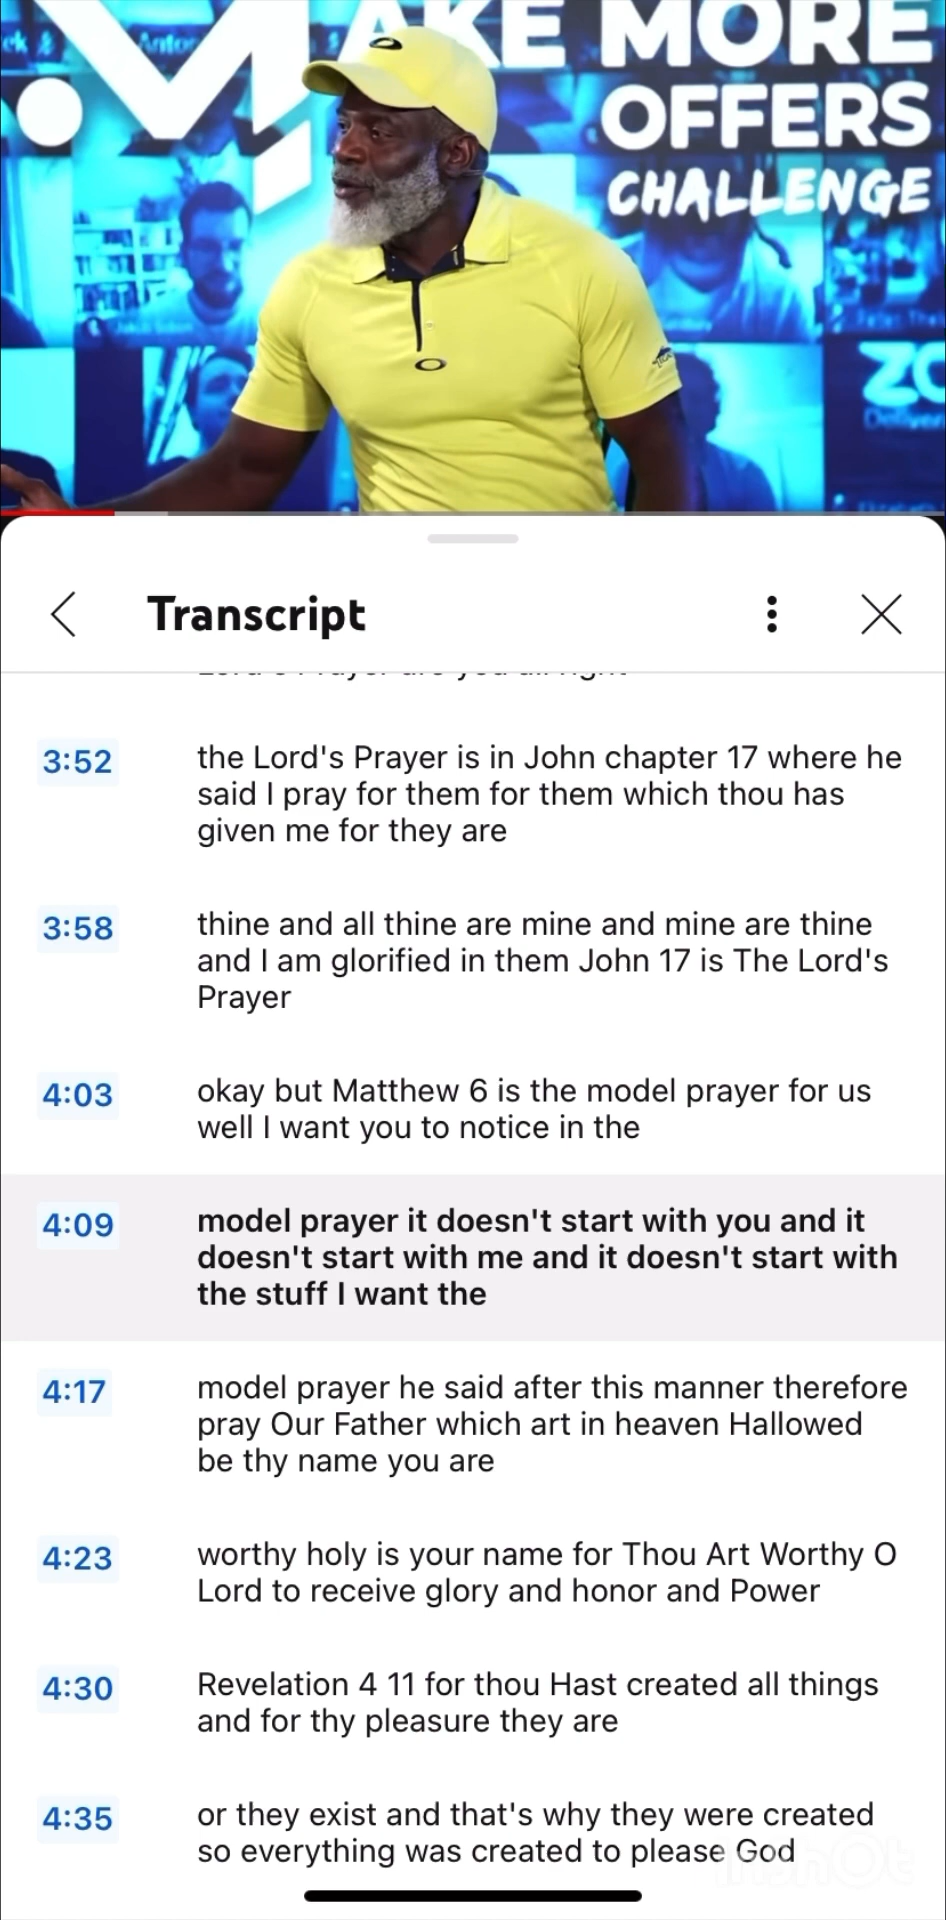 AKE MORE
OFFERS
CHALLENGE
ZO
Transcript
Lord's Prayer are you all right
3:52
the Lord's Prayer is in John chapter 17 where he
said I pray for them for them which thou has
given me for they are
3:58
thine and all thine are mine and mine are thine
and I am glorified in them John 17 is The Lord's
Prayer
4:03
okay but Matthew 6 is the model prayer for us
well I want you to notice in the
4:09
model prayer it doesn't start with you and it
doesn't start with me and it doesn't start with
the stuff I want the
4:17
model prayer he said after this manner therefore
pray Our Father which art in heaven Hallowed
be thy name you are
4:23
worthy holy is your name for Thou Art Worthy O
Lord to receive glory and honor and Power
4:30
Revelation 4 11 for thou Hast created all things
and for thy pleasure they are
4:35
or they exist and that's why they were created
so everything was created to please God
InShOt